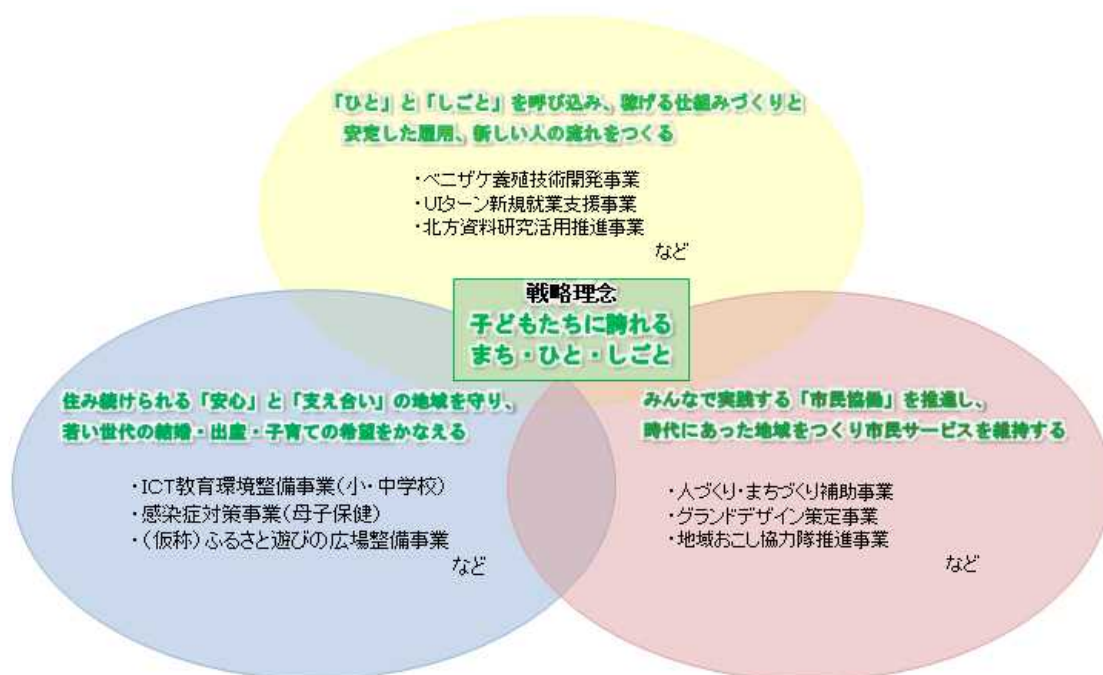 「ひと」と「しごと」を呼び込み、稼げる仕組みづくりと
安定した雇用、新しい人の流れをつくる
・ベニザケ養殖技術開発事業
・UIターン新規就業支援事業
・北方資料研究活用推進事業
など
戦略理念
子どもたちに誇れる
まち・ひと・しごと
住み続けられる「安心」と「支え合い」の地域を守り、
若い世代の結婚・出産・子育ての希望をかなえる
・ICT教育環境整備事業(小・中学校)
・感染症対策事業(母子保健)
・(仮称)ふるさと遊びの広場整備事業
など
みんなで実践する「市民協働」を推進し、
時代にあった地域をつくり市民サービスを維持する
・人づくり・まちづくり補助事業
・グランドデザイン策定事業
・地域おこし協力隊推進事業
など